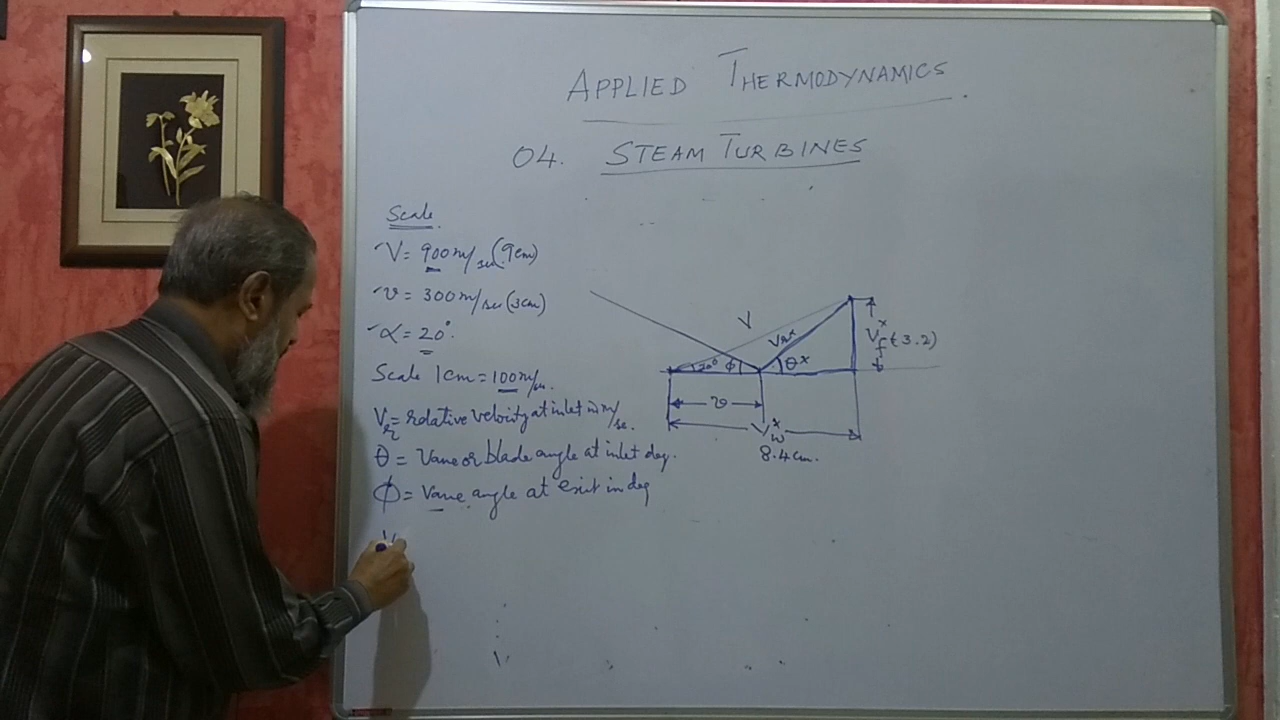 APPLIED THERMODYNAMICS.
04. STEAM TURBINES
Scale
V = 900 m/sec (9cm)
v = 300 m/sec (3cm)
α = 20°.
Scale 1cm = 100 m/sec.
Vr = relative velocity at inlet in m/sec.
θ = Vane or blade angle at inlet deg.
ϕ = Vane angle at exit in deg
V
V
Vr x
Vf x (3.2)
20° ϕ θ x
v
Vw x
8.4 cm.